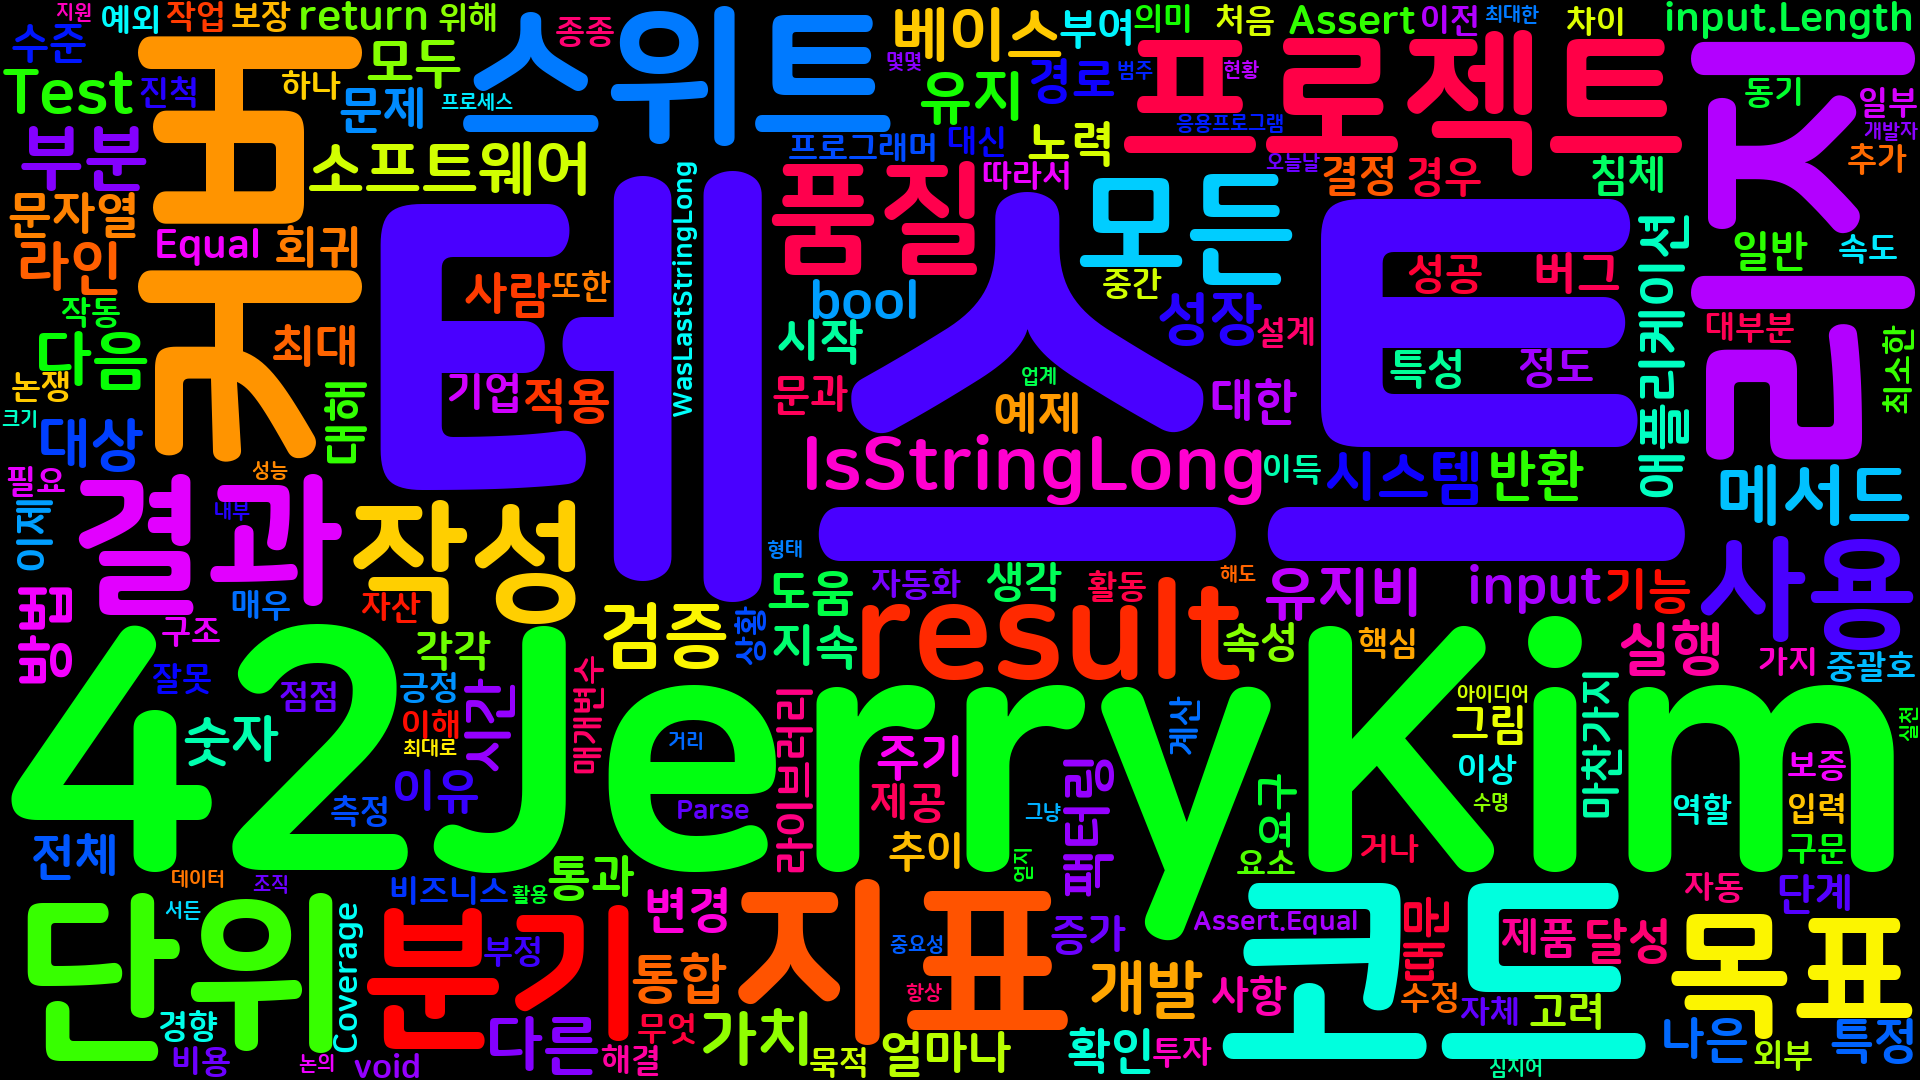 지원 예외 작업 보장 return 위해 종종 스위트 베이스 부여 의미 처음 Assert 이전 최대한 차이 input.Length
수준 모두 몇몇 경로 범주 현황 프로젝트
Test 진척 하나 문제 프로세스 유지 동기 일부
커버 응용프로그램 개발자
부분 소프트웨어 프로그래머 대신 노력 오늘날 추가
품질 따라서 모든 결정 경우 침체 리지
문자열 WasLastStringLong
라인 Equal 회귀 테스트 사람 또한 중간 성공 버그 애플리케이션 일반 속도
작동 bool 성장 설계 대부분
다음 최대 시작 특성 정도 최소한
논쟁 대해 기업 적용 문과 업계 예제 대한
크기 대상 IsStringLong 이득 시스템 반환 메서드
필요 성능
이제 결과 내부 작성 형태 사용
방법 매우 자산 검증 상황 도움 자동화 생각 활동 해도 유지비 input 기능
구조 각각 지속 result 속성 핵심 실행 가지 중괄호
42JerryKim
잘못 점점 긍정 시간 매개변수 계산 아이디어 마찬가지 실천
숫자 이해 최대로 거리 라이브러리 주기 그림 이상 보증
측정 이유 Parse 제공 그냥 팩터링 요구 수명 역할 입력
전체 추이 언지 요소 거나 구문
데이터 조직 비즈니스 활용 통과 자동 단계
단위 서든 Coverage 분기 부정 변경 지표 중요성 증가 Assert.Equal 코드 마법 제품 달성 목표
통합 항상 개발 사항 수정 자체 고려
경향 다른 무엇 가치
비용 논의 void 해결 목적 얼마나 확인 투자 심지어 나은 외부 특정